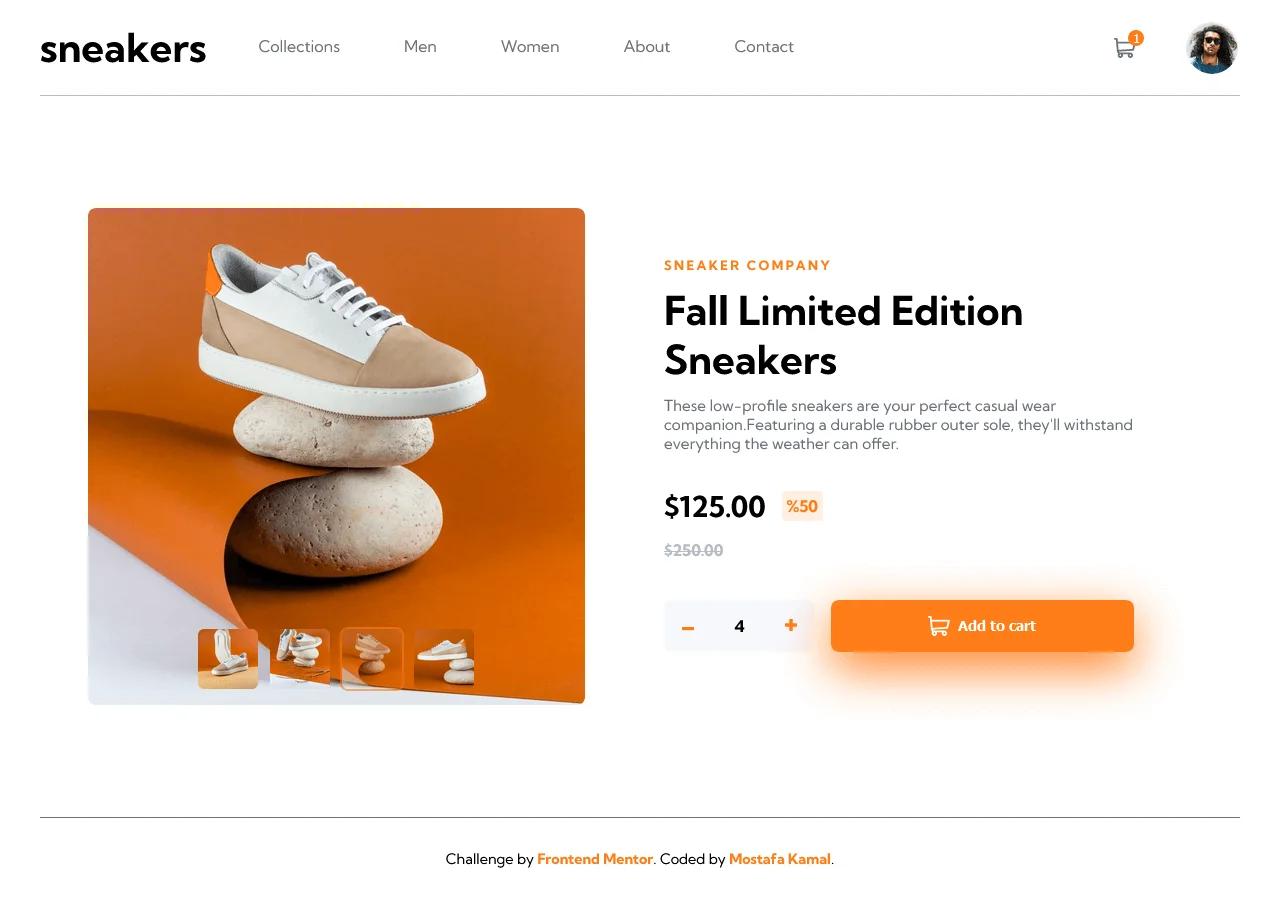 sneakers Collections Men Women About Contact 1
SNEAKER COMPANY
Fall Limited Edition
Sneakers
These low-profile sneakers are your perfect casual wear
companion.Featuring a durable rubber outer sole, they'll withstand
everything the weather can offer.
$125.00 %50
$250.00
– 4 + Add to cart
Challenge by Frontend Mentor. Coded by Mostafa Kamal.